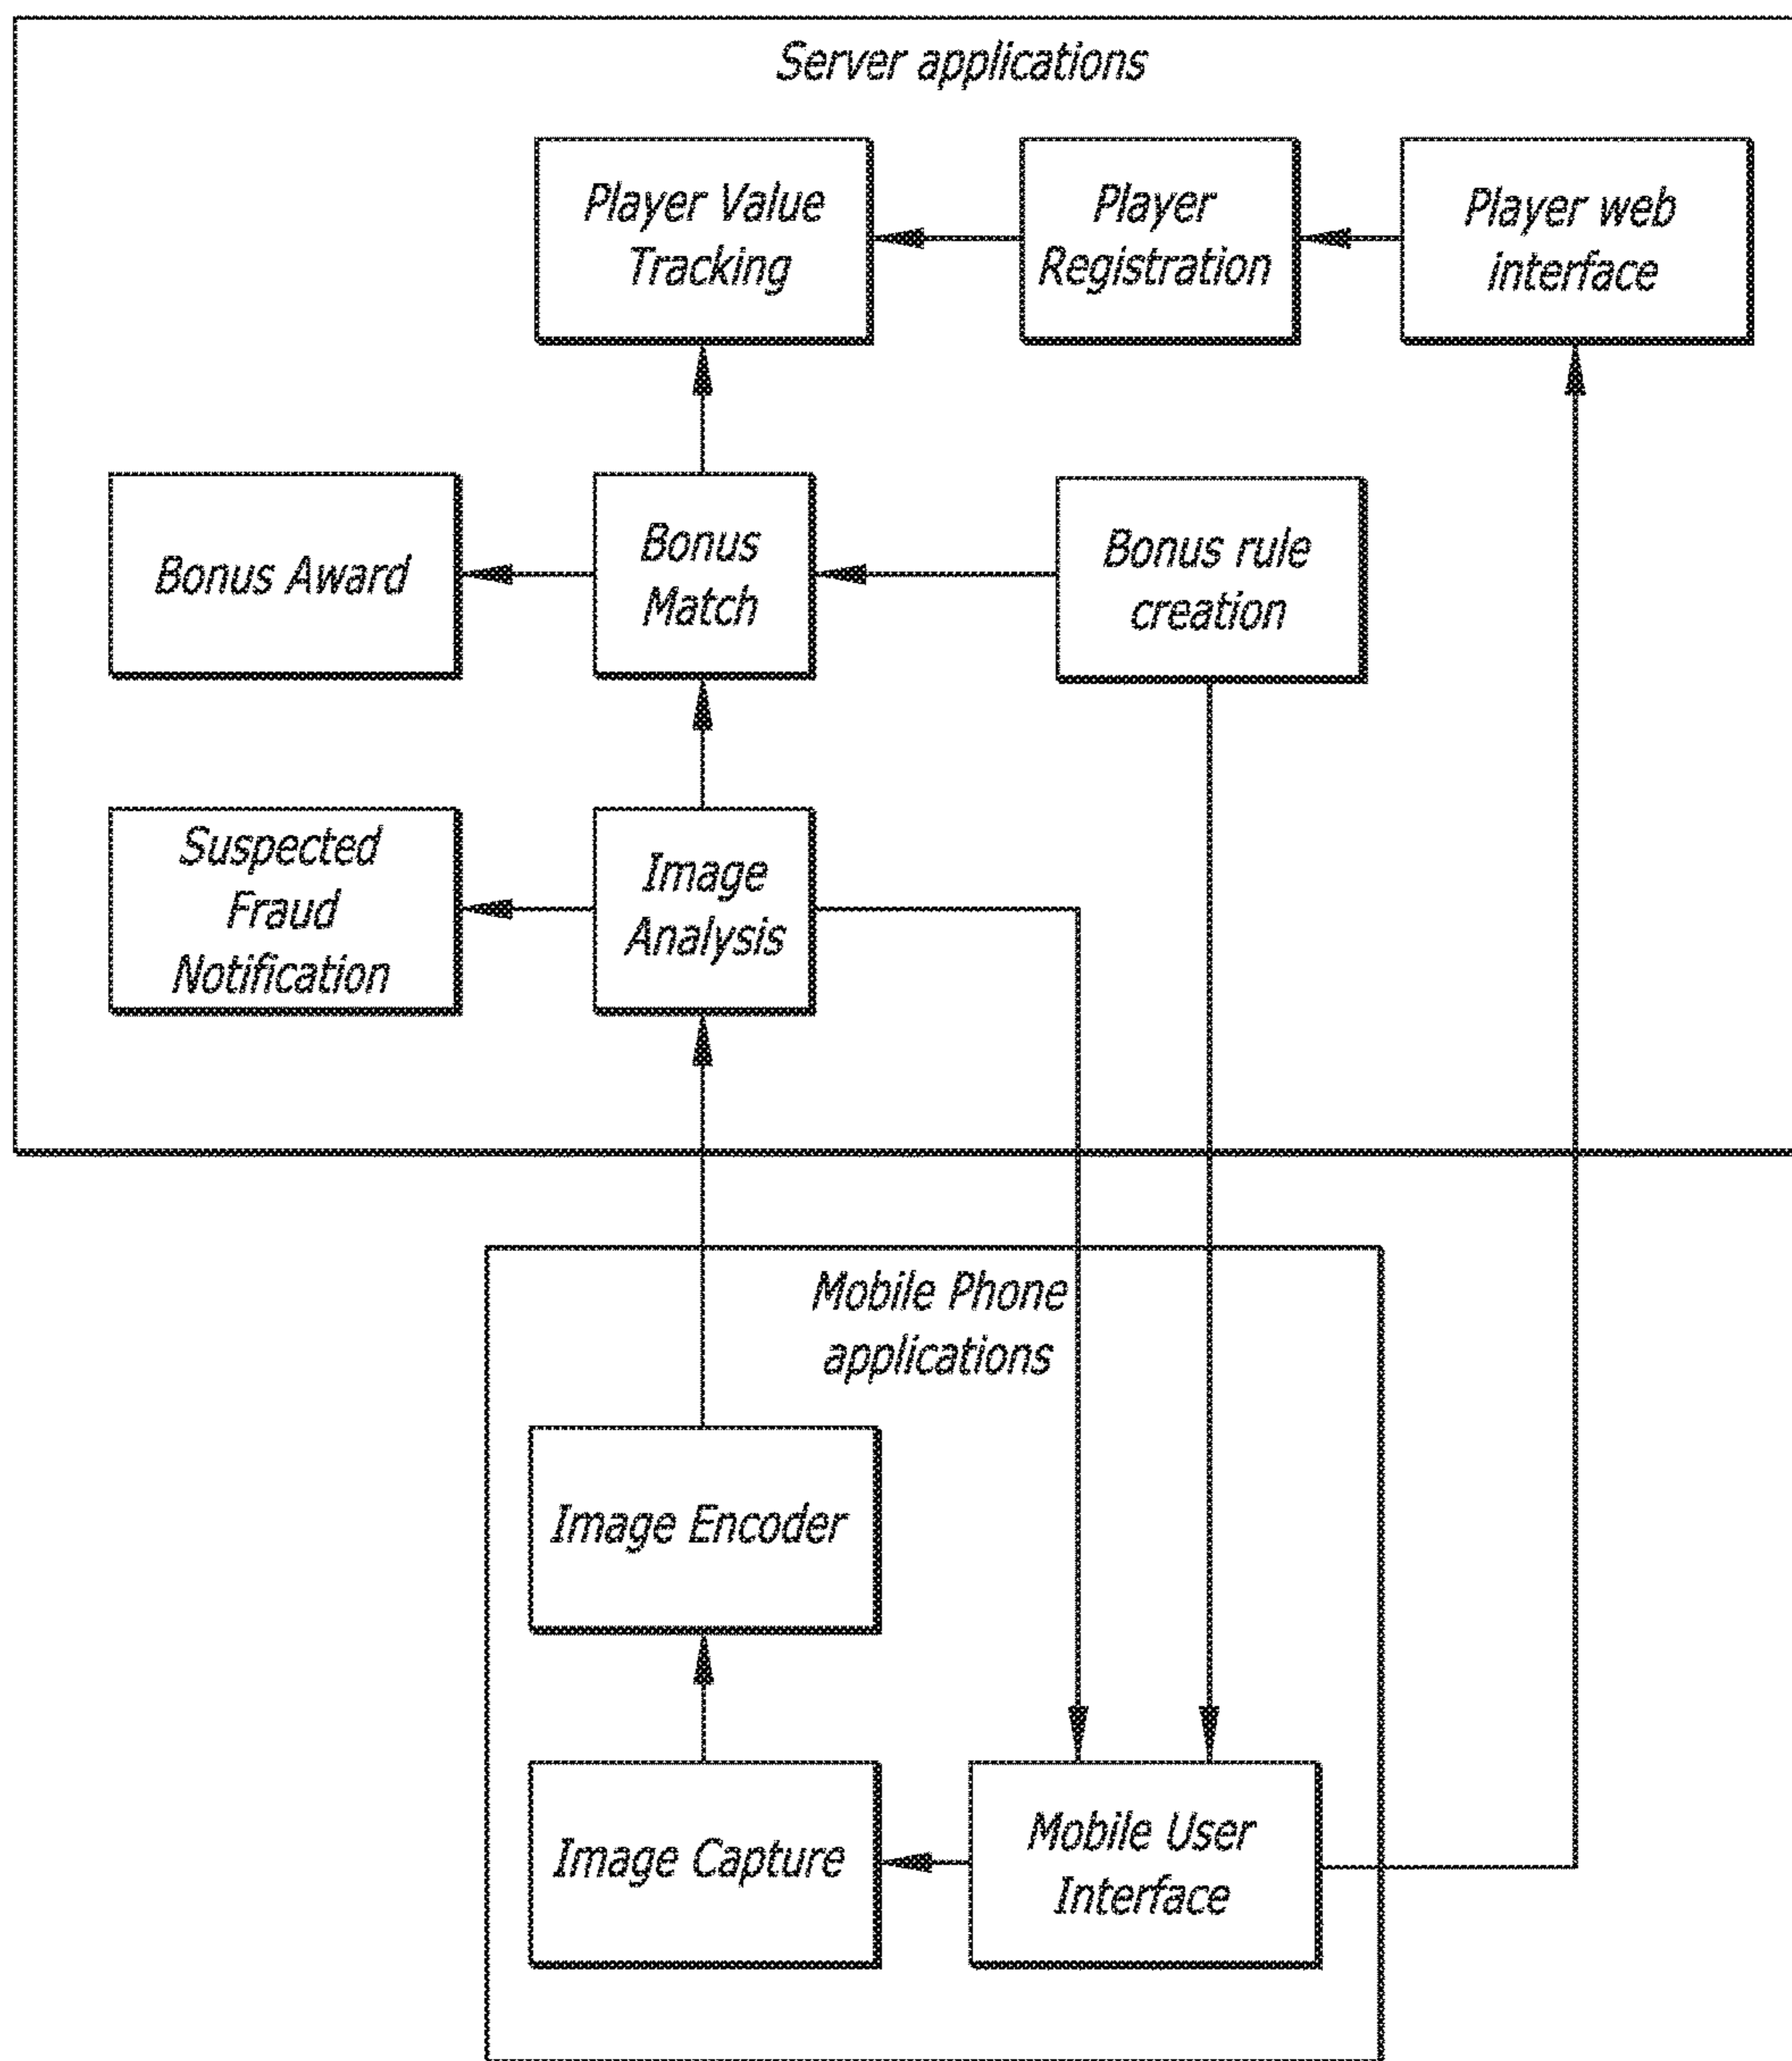 Server applications
Player Value
Tracking
Player
Registration
Player web
interface
Bonus Award
Bonus
Match
Bonus rule
creation
Suspected
Fraud
Notification
Image
Analysis
Mobile Phone
applications
Image Encoder
Image Capture
Mobile User
Interface